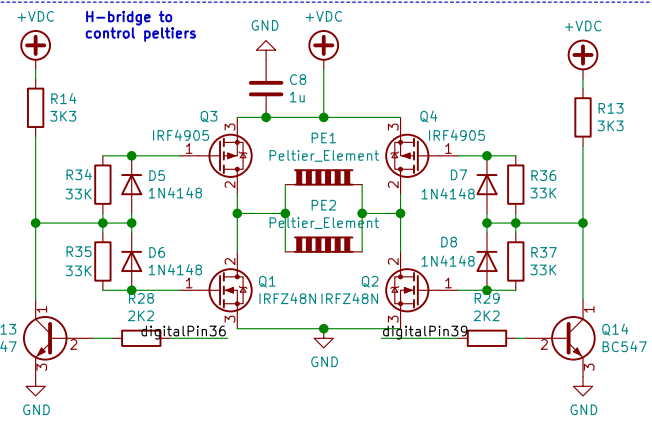 H-bridge to
control peltiers
+VDC
GND
+VDC
+VDC
R14
3K3
C8
1u
R13
3K3
Q3
IRF4905
3
1
2
PE1
Peltier_Element
Q4
IRF4905
3
1
2
R34
33K
D5
1N4148
PE2
Peltier_Element
D7
1N4148
R36
33K
R35
33K
D6
1N4148
2
1
3
Q1
IRFZ48N
Q2
IRFZ48N
2
1
3
D8
1N4148
R37
33K
R28
2K2
digitalPin36
digitalPin39
R29
2K2
13
47
1
2
3
1
2
3
Q14
BC547
GND
GND
GND